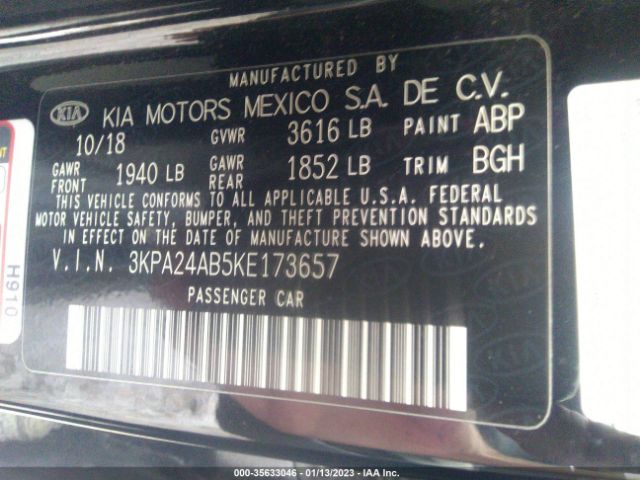 MANUFACTURED BY
KIA KIA MOTORS MEXICO S.A. DE C.V.
10/18 GVWR 3616 LB PAINT ABP
GAWR FRONT 1940 LB GAWR REAR 1852 LB TRIM BGH
THIS VEHICLE CONFORMS TO ALL APPLICABLE U.S.A. FEDERAL
MOTOR VEHICLE SAFETY, BUMPER, AND THEFT PREVENTION STANDARDS
IN EFFECT ON THE DATE OF MANUFACTURE SHOWN ABOVE.
V.I.N. 3KPA24AB5KE173657
PASSENGER CAR
H910
000-35633046 — 01/13/2023 — IAA Inc.